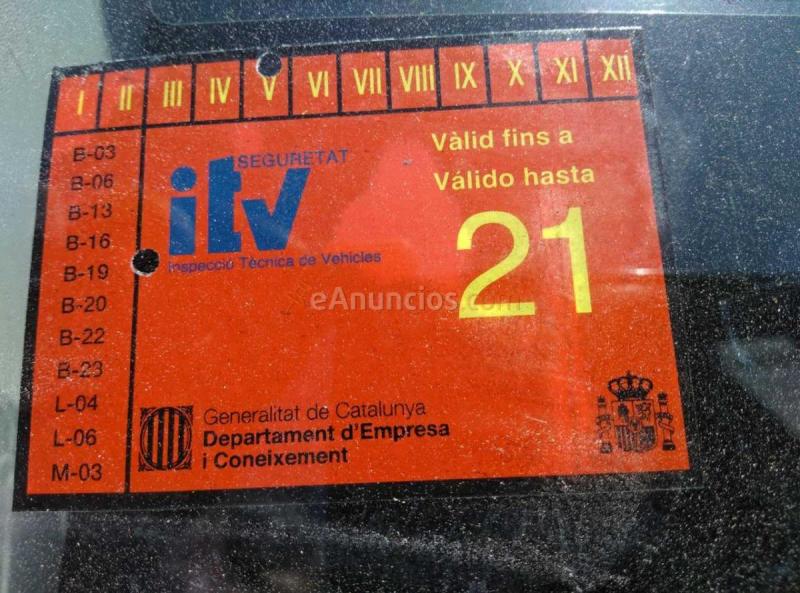 I II III IV V VI VII VIII IX X XI XII
B-03
B-06
B-13
B-16
B-19
B-20
B-22
B-23
L-04
L-06
M-03
SEGURETAT
itv
Inspecció Tècnica de Vehicles
Vàlid fins a
Válido hasta
21
eAnuncios.com
Generalitat de Catalunya
Departament d'Empresa
i Coneixement